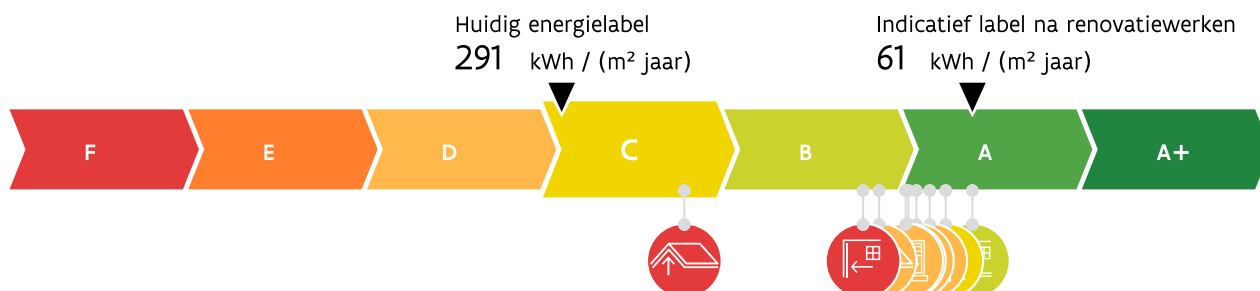 Huidig energielabel
291 kWh / (m² jaar)
Indicatief label na renovatiewerken
61 kWh / (m² jaar)
F E D C B A A+